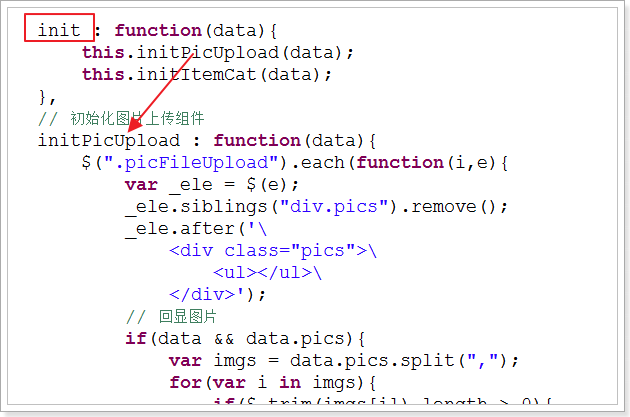 init : function(data){
this.initPicUpload(data);
this.initItemCat(data);
},
// 初始化图片上传组件
initPicUpload : function(data){
$(".picFileUpload").each(function(i,e){
var _ele = $(e);
_ele.siblings("div.pics").remove();
_ele.after('\
<div class="pics">\
<ul></ul>\
</div>');
// 回显图片
if(data && data.pics){
var imgs = data.pics.split(",");
for(var i in imgs){
if($.trim(imgs[i]).length > 0){